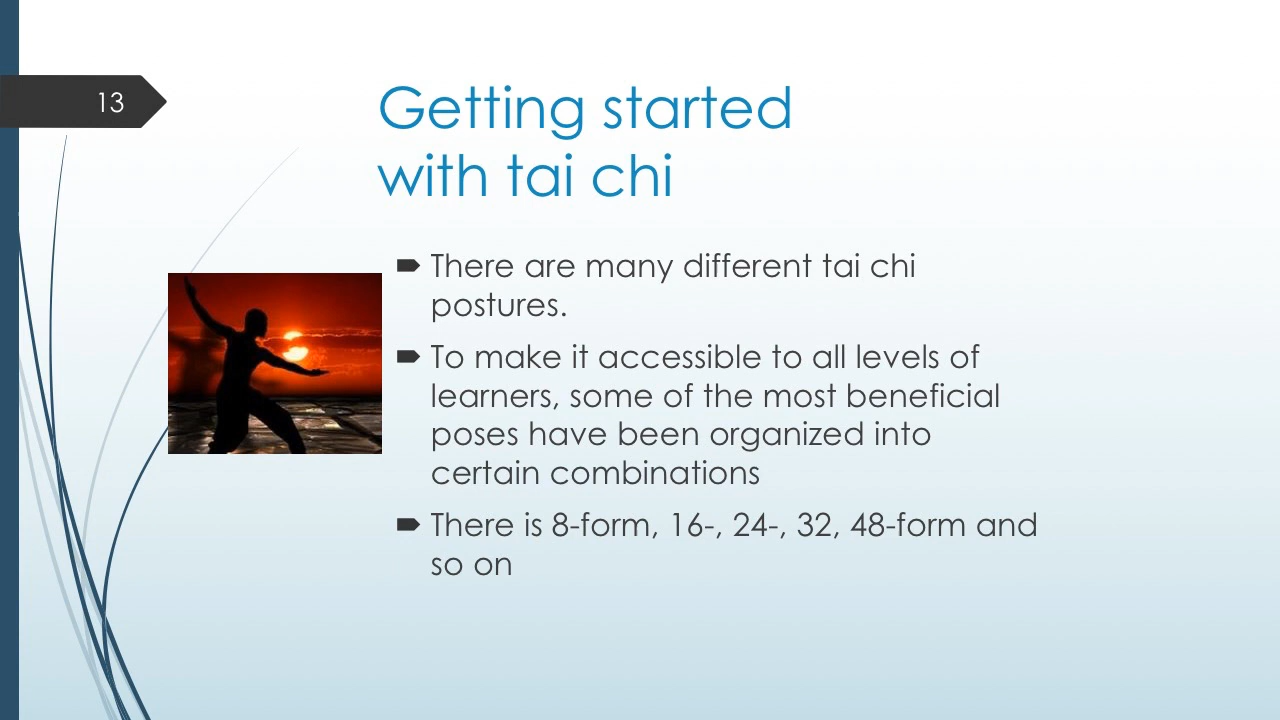 13
Getting started
with tai chi
There are many different tai chi
postures.
To make it accessible to all levels of
learners, some of the most beneficial
poses have been organized into
certain combinations
There is 8-form, 16-, 24-, 32, 48-form and
so on